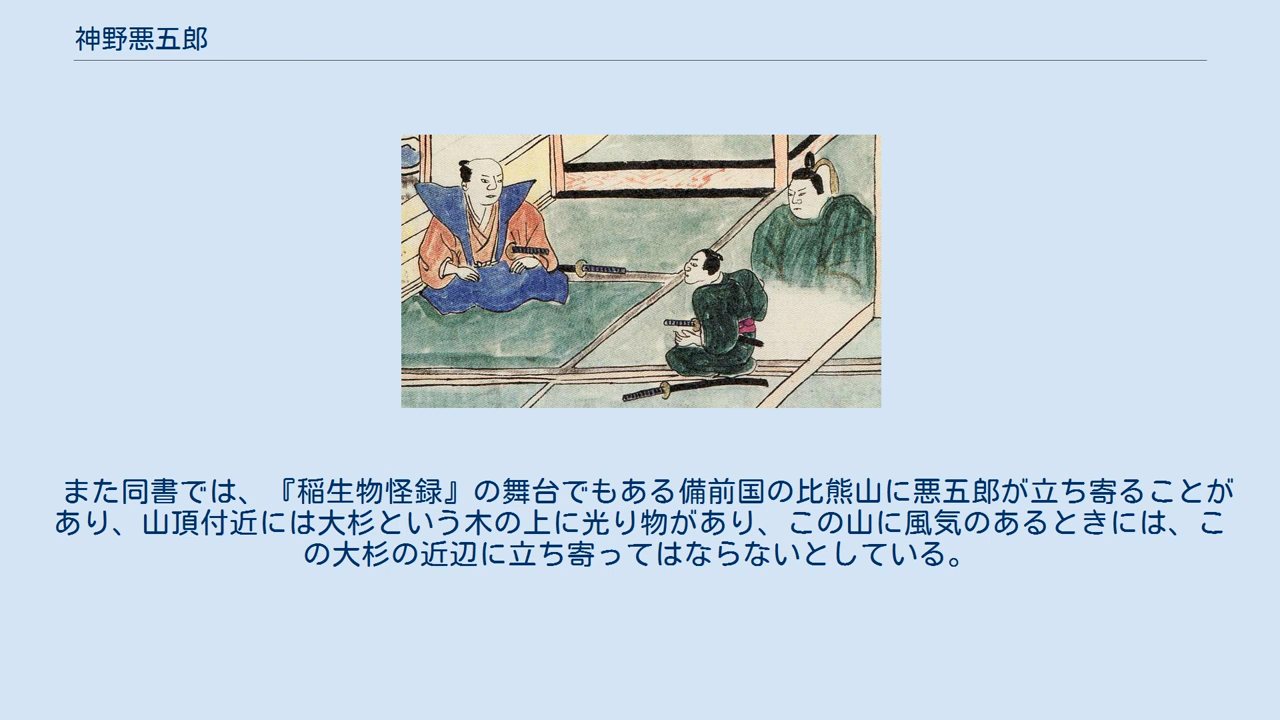 神野悪五郎
また同書では、『稲生物怪録』の舞台でもある備前国の比熊山に悪五郎が立ち寄ることが
あり、山頂付近には大杉という木の上に光り物があり、この山に風気のあるときには、こ
の大杉の近辺に立ち寄ってはならないとしている。